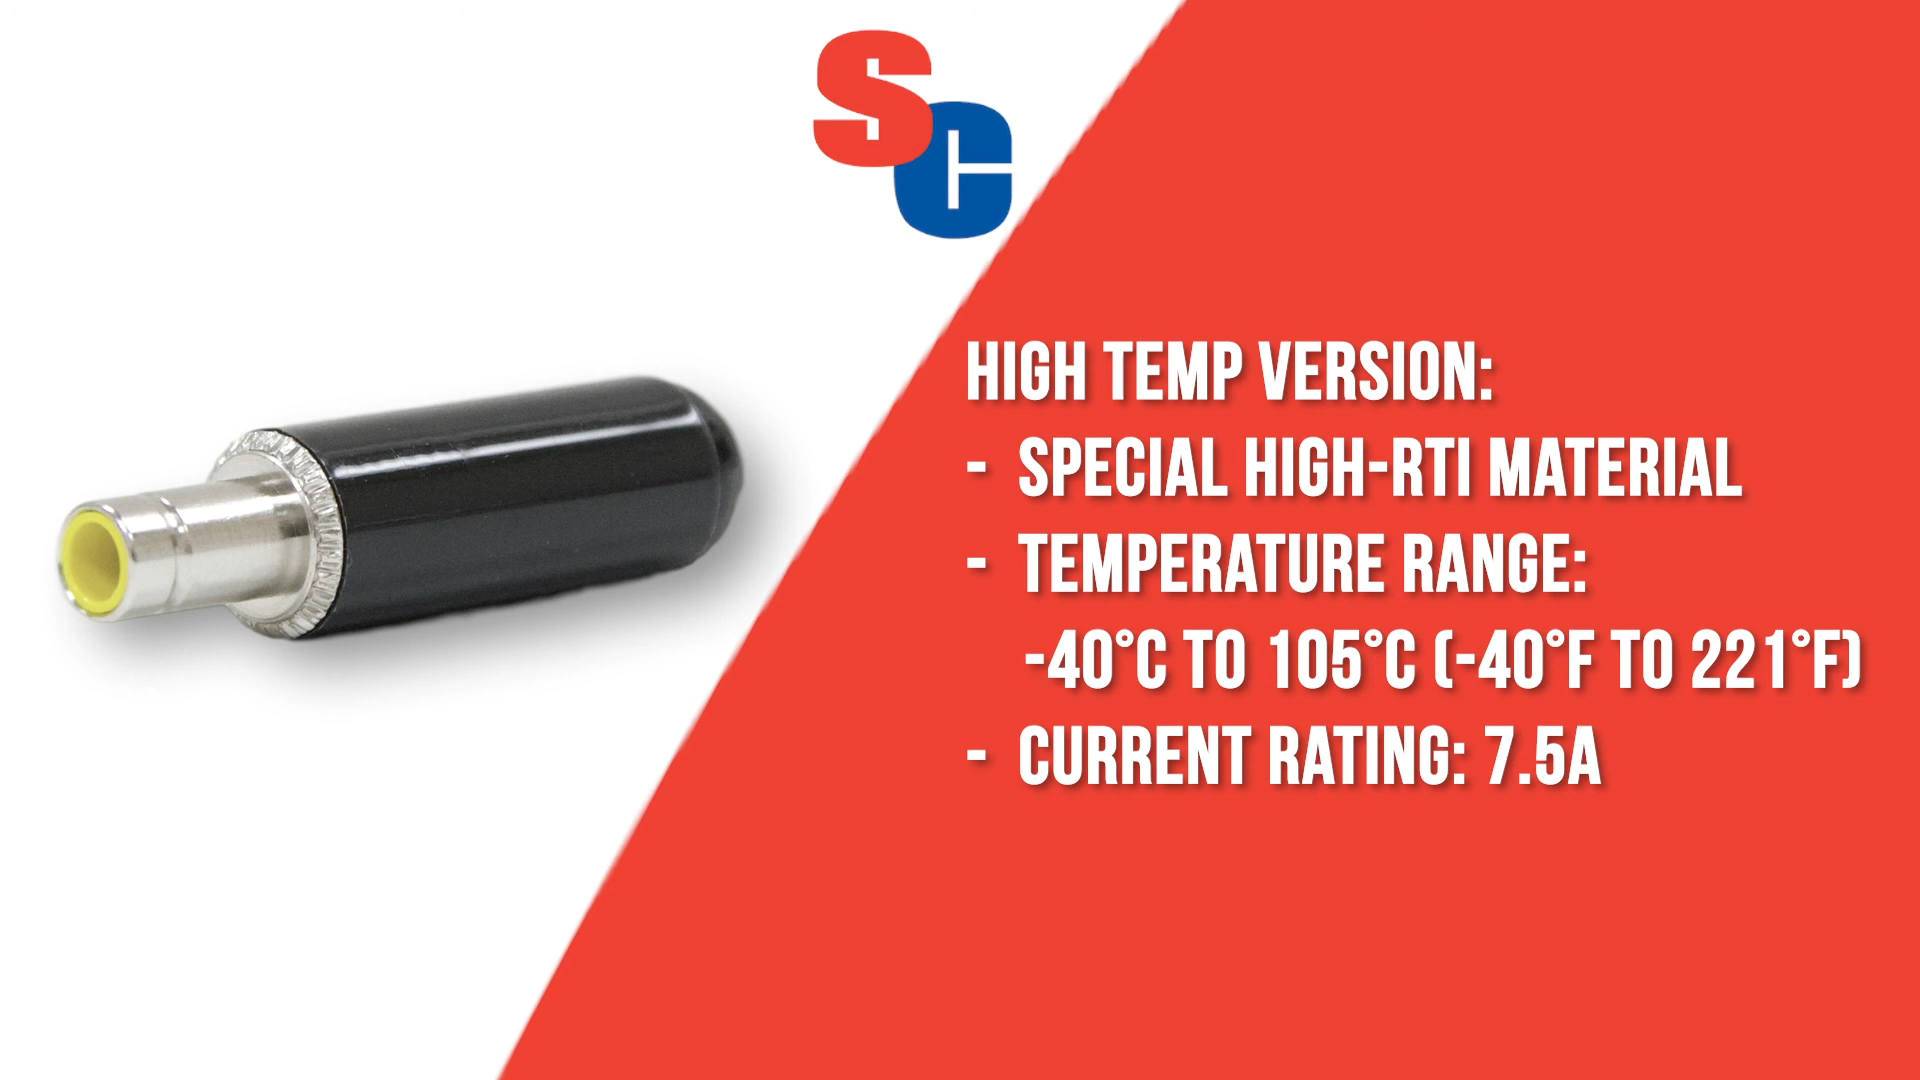 SC
HIGH TEMP VERSION:
- SPECIAL HIGH-RTI MATERIAL
- TEMPERATURE RANGE:
-40°C TO 105°C (-40°F TO 221°F)
- CURRENT RATING: 7.5A